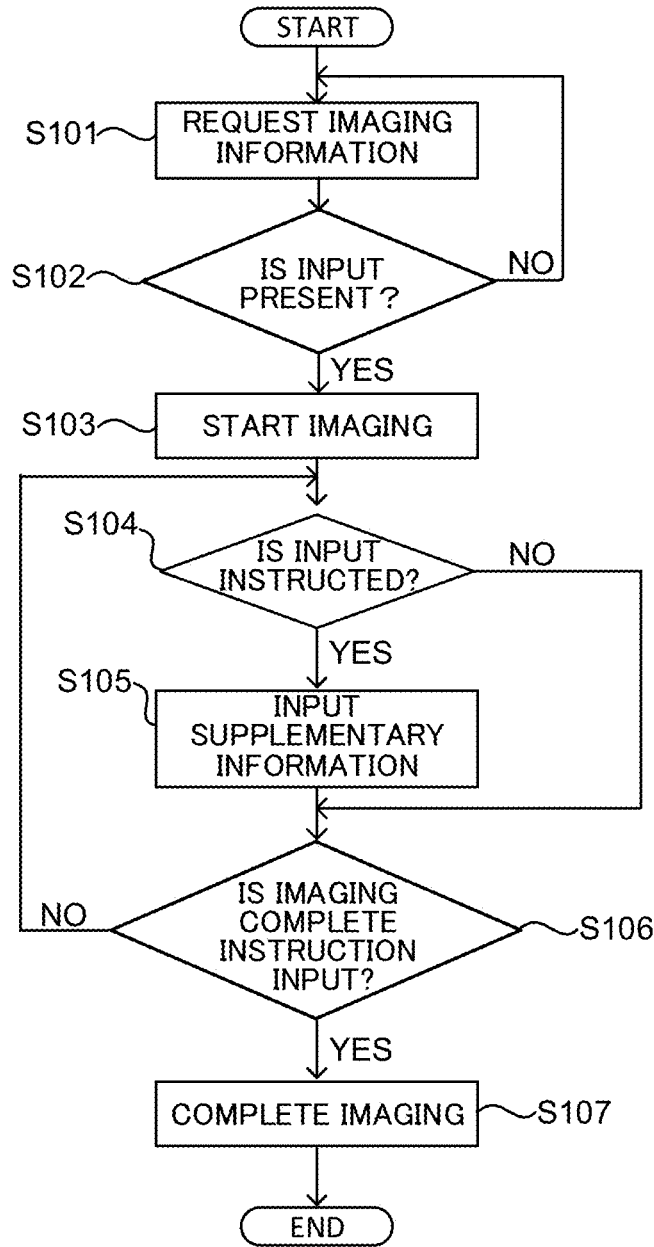 START
S101
REQUEST IMAGING
INFORMATION
S102
IS INPUT
PRESENT?
NO
YES
S103
START IMAGING
S104
IS INPUT
INSTRUCTED?
NO
YES
S105
INPUT
SUPPLEMENTARY
INFORMATION
IS IMAGING
COMPLETE
INSTRUCTION
INPUT?
NO
S106
YES
COMPLETE IMAGING
S107
END